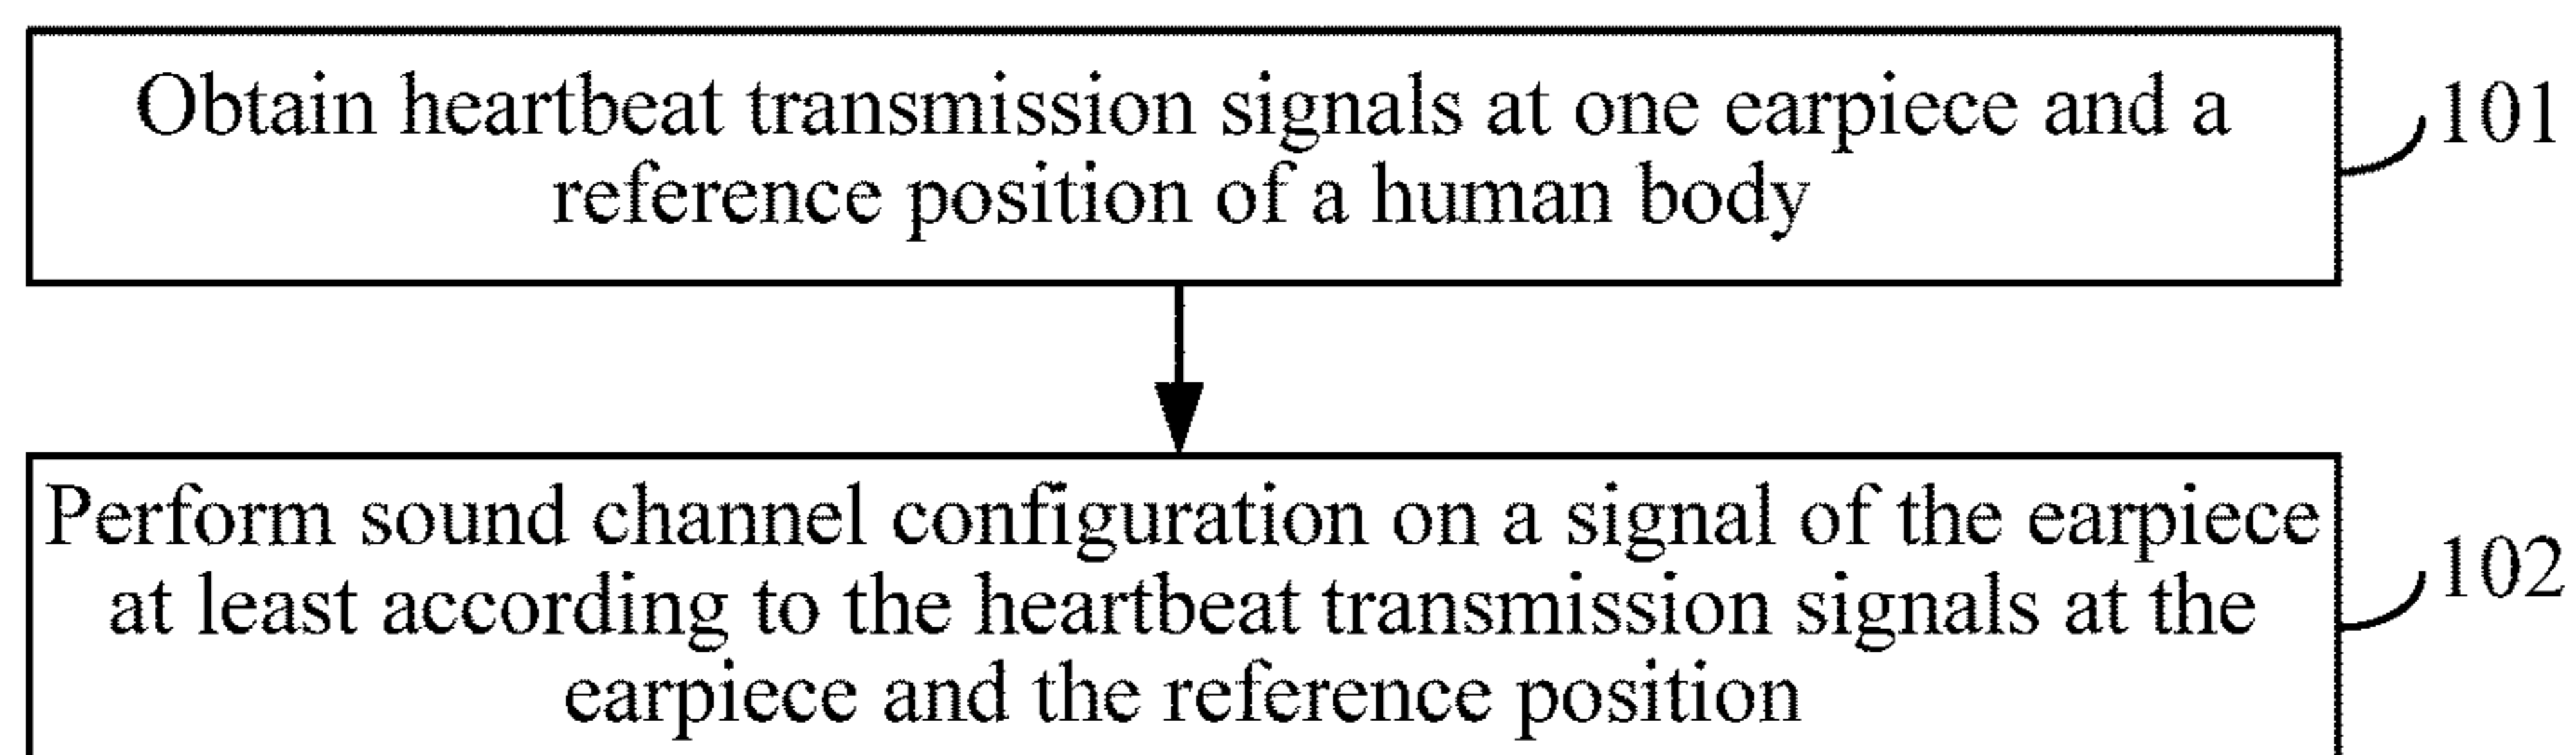 Obtain heartbeat transmission signals at one earpiece and a
reference position of a human body
101
Perform sound channel configuration on a signal of the earpiece
at least according to the heartbeat transmission signals at the
earpiece and the reference position
102